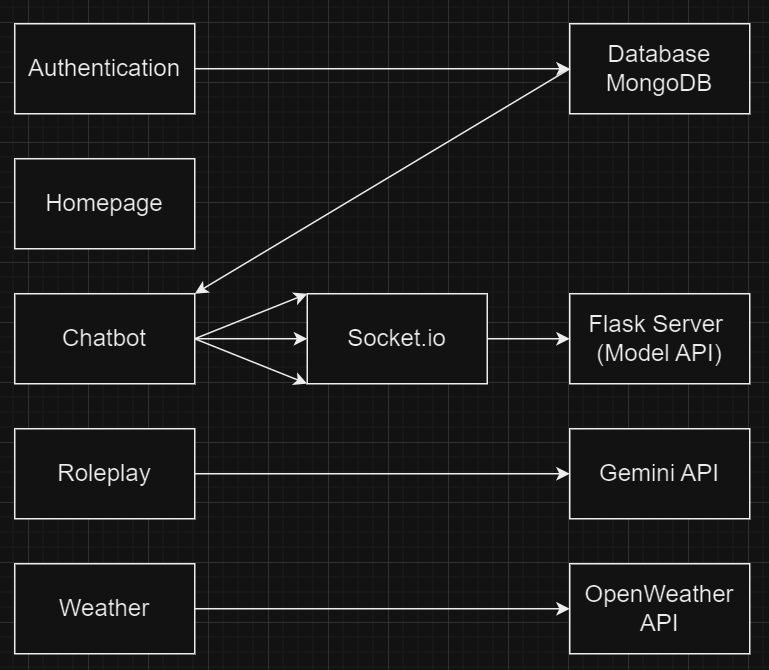 Authentication
Database
MongoDB
Homepage
Chatbot
Socket.io
Flask Server
(Model API)
Roleplay
Gemini API
Weather
OpenWeather
API